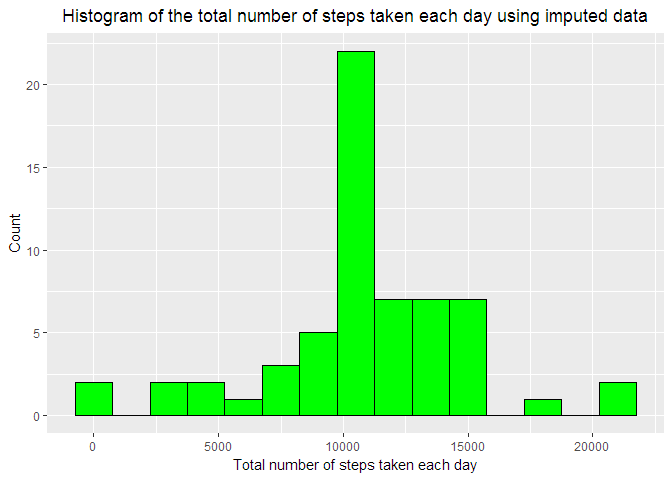 Histogram of the total number of steps taken each day using imputed data
Count
20
15
10
5
0
0 5000 10000 15000 20000
Total number of steps taken each day